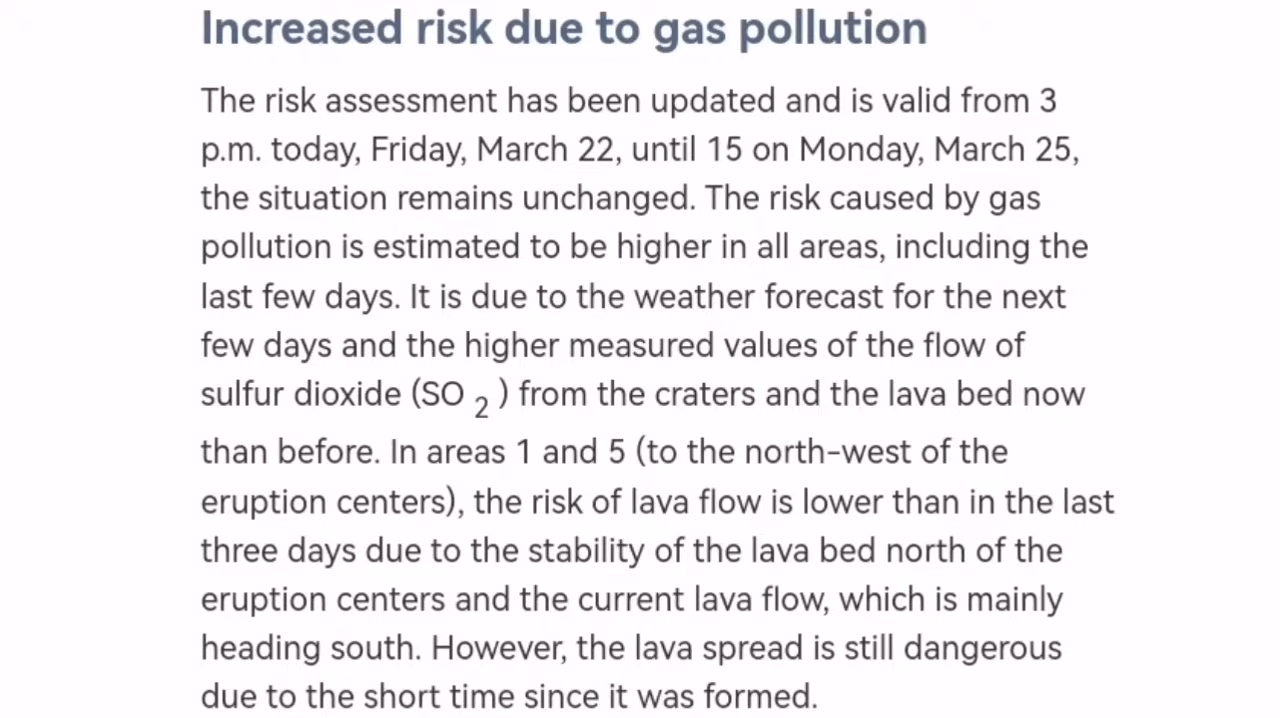 Increased risk due to gas pollution
The risk assessment has been updated and is valid from 3
p.m. today, Friday, March 22, until 15 on Monday, March 25,
the situation remains unchanged. The risk caused by gas
pollution is estimated to be higher in all areas, including the
last few days. It is due to the weather forecast for the next
few days and the higher measured values of the flow of
sulfur dioxide (SO 2 ) from the craters and the lava bed now
than before. In areas 1 and 5 (to the north-west of the
eruption centers), the risk of lava flow is lower than in the last
three days due to the stability of the lava bed north of the
eruption centers and the current lava flow, which is mainly
heading south. However, the lava spread is still dangerous
due to the short time since it was formed.